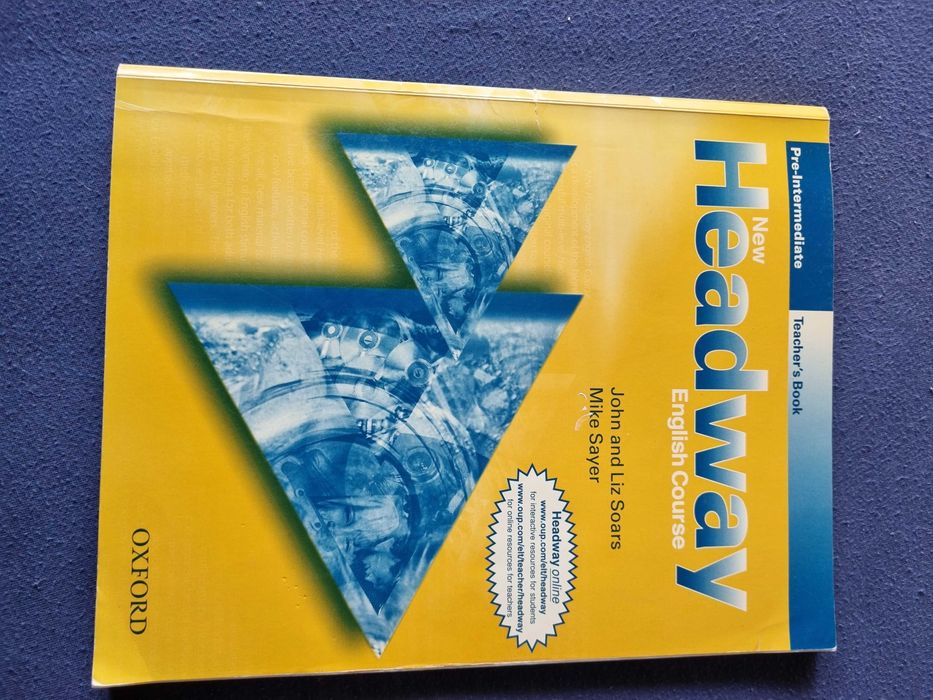 Pre-Intermediate Teacher's Book
New
Headway
English Course
John and Liz Soars
Mike Sayer
Headway online
www.oup.com/elt/headway
for interactive resources for students
www.oup.com/elt/teacher/headway
for online resources for teachers
OXFORD